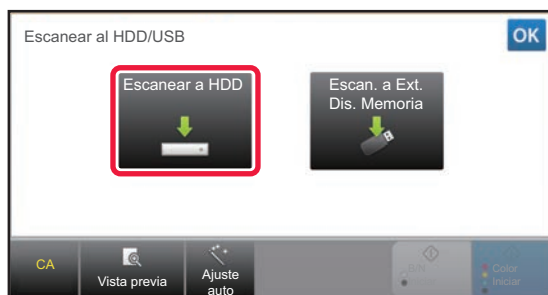 Escanear al HDD/USB
OK
Escanear a HDD
Escan. a Ext.
Dis. Memoria
CA
Vista previa
Ajuste
auto
B/N
Color
Iniciar